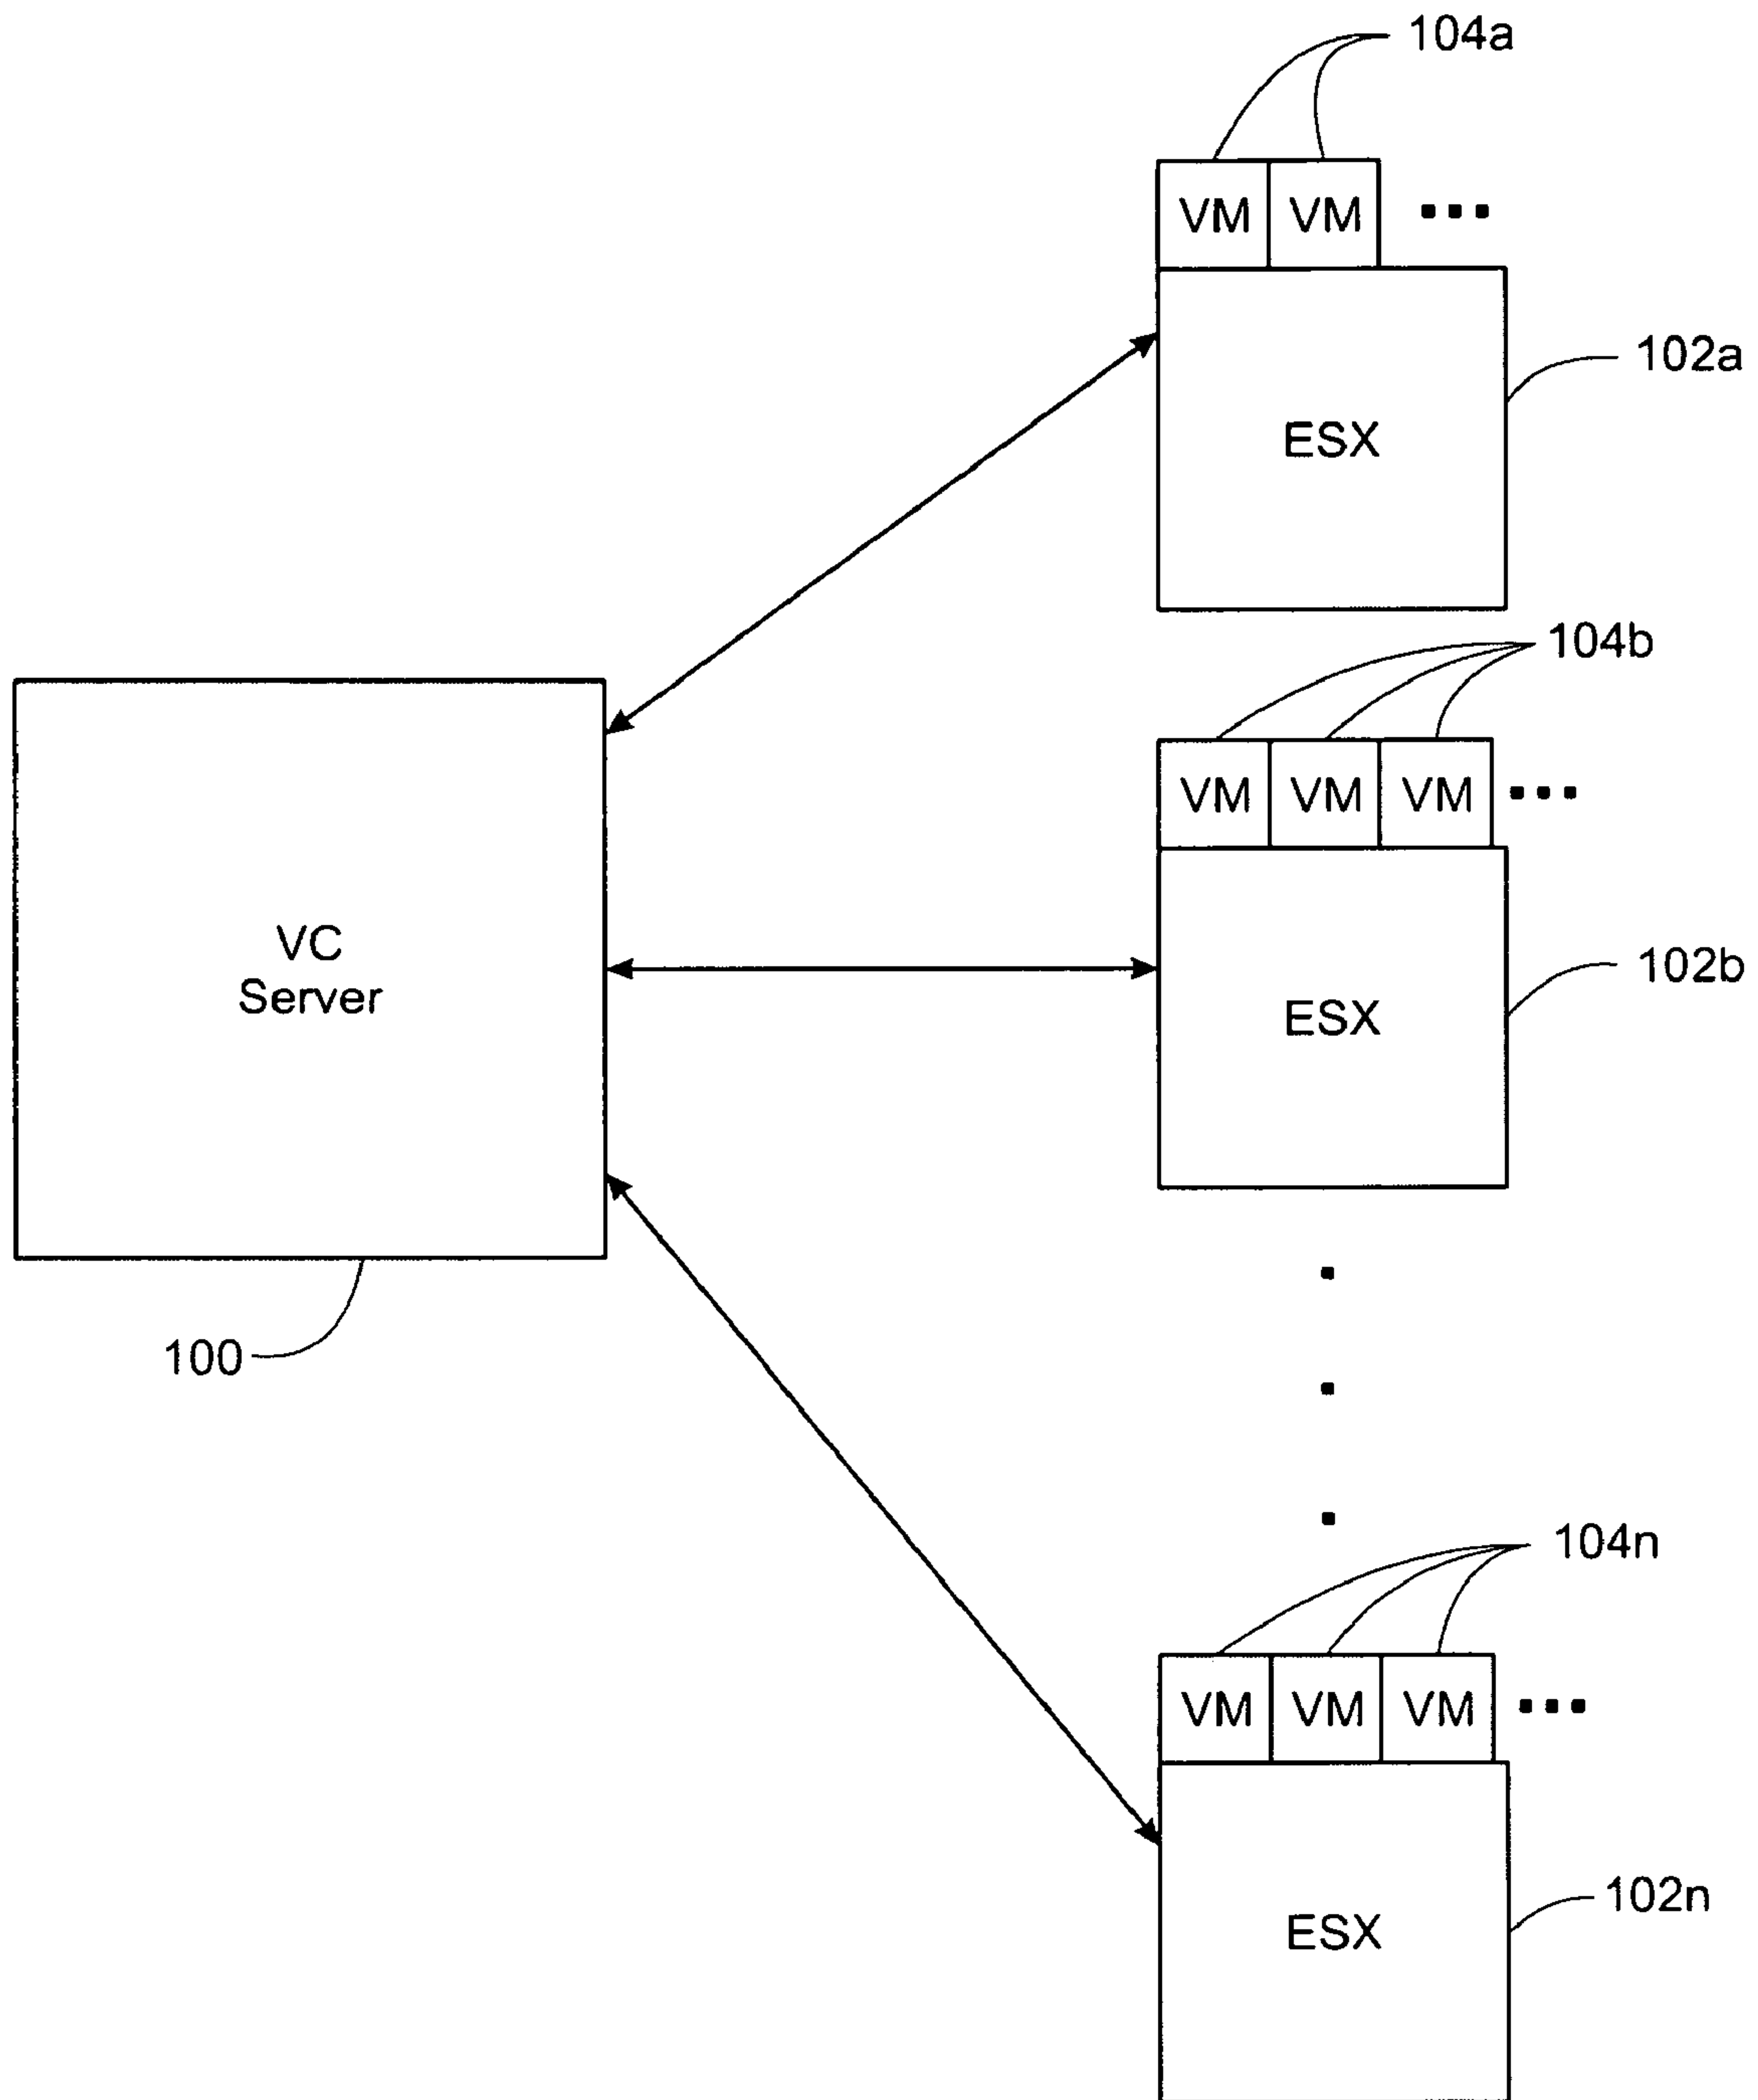 104a
VM VM
102a
ESX
104b
VM VM VM
VC
Server
102b
ESX
100
104n
VM VM VM
102n
ESX